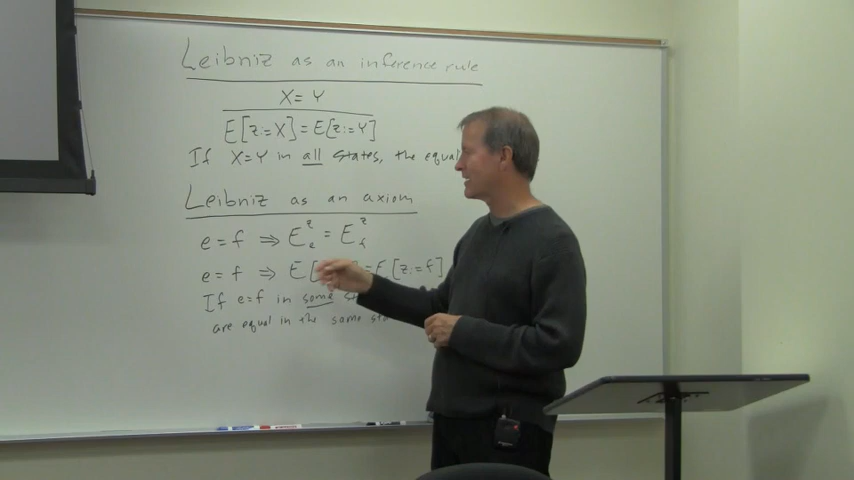 Leibniz as an inference rule
X = Y
E[z:=X] = E[z:=Y]
If X=Y in all states, the equal
Leibniz as an axiom
e = f ⇒ E^z_e = E^z_f
e = f ⇒ E[ ] = E[z:=f]
If e=f in some
are equal in the same